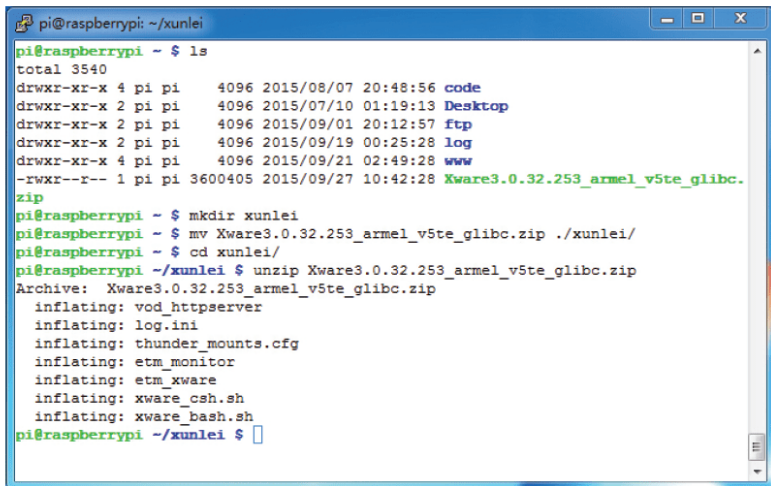 pi@raspberrypi: ~/xunlei
pi@raspberrypi ~ $ ls
total 3540
drwxr-xr-x 4 pi pi    4096 2015/08/07 20:48:56 code
drwxr-xr-x 2 pi pi    4096 2015/07/10 01:19:13 Desktop
drwxr-xr-x 2 pi pi    4096 2015/09/01 20:12:57 ftp
drwxr-xr-x 2 pi pi    4096 2015/09/19 00:25:28 log
drwxr-xr-x 4 pi pi    4096 2015/09/21 02:49:28 www
-rwxr--r-- 1 pi pi 3600405 2015/09/27 10:42:28 Xware3.0.32.253_armel_v5te_glibc.
zip
pi@raspberrypi ~ $ mkdir xunlei
pi@raspberrypi ~ $ mv Xware3.0.32.253_armel_v5te_glibc.zip ./xunlei/
pi@raspberrypi ~ $ cd xunlei/
pi@raspberrypi ~/xunlei $ unzip Xware3.0.32.253_armel_v5te_glibc.zip
Archive:  Xware3.0.32.253_armel_v5te_glibc.zip
  inflating: vod_httpserver
  inflating: log.ini
  inflating: thunder_mounts.cfg
  inflating: etm_monitor
  inflating: etm_xware
  inflating: xware_csh.sh
  inflating: xware_bash.sh
pi@raspberrypi ~/xunlei $